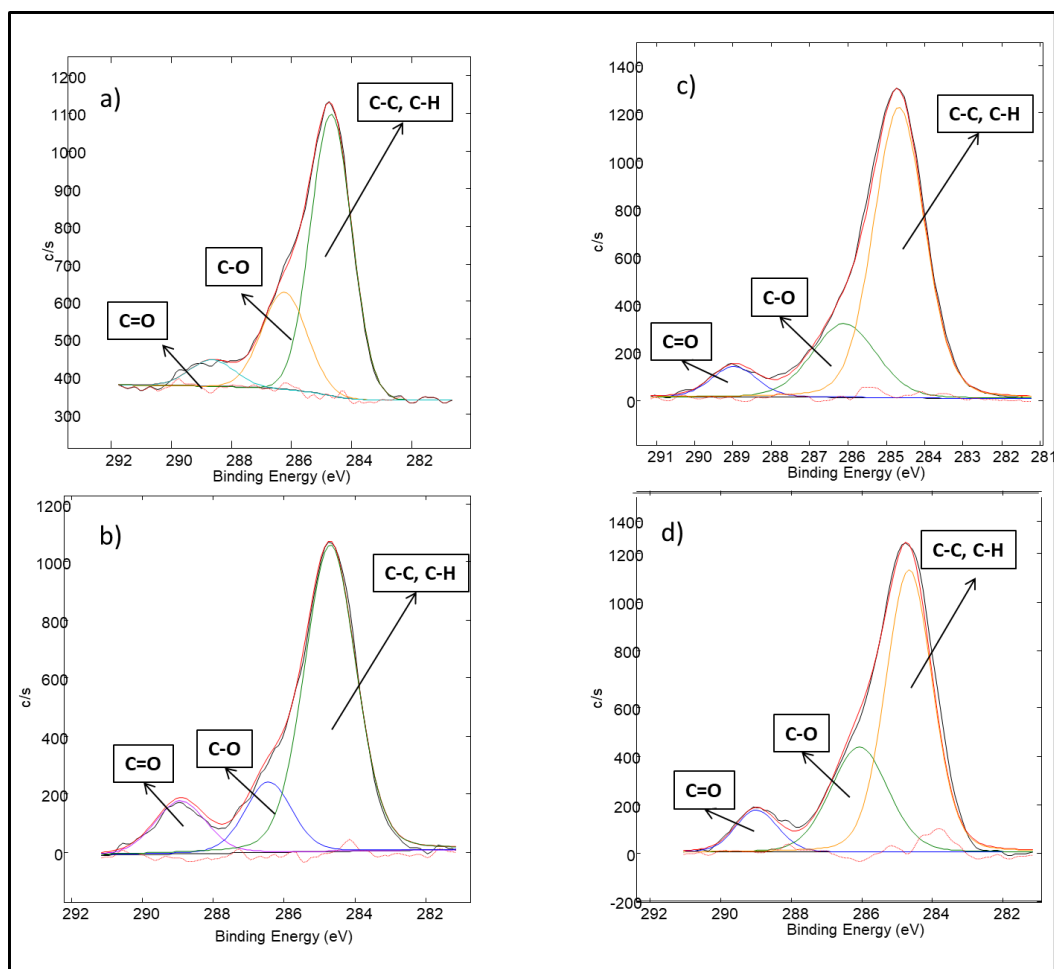 a)
C-C, C-H
C-O
C=O
c/s
1200
1100
1000
900
800
700
600
500
400
300
292 290 288 286 284 282
Binding Energy (eV)
c)
C-C, C-H
C-O
C=O
c/s
1400
1200
1000
800
600
400
200
0
291 290 289 288 287 286 285 284 283 282 281
Binding Energy (eV)
b)
C-C, C-H
C-O
C=O
c/s
1200
1000
800
600
400
200
0
292 290 288 286 284 282
Binding Energy (eV)
d)
C-C, C-H
C-O
C=O
c/s
1400
1200
1000
800
600
400
200
0
-200
292 290 288 286 284 282
Binding Energy (eV)